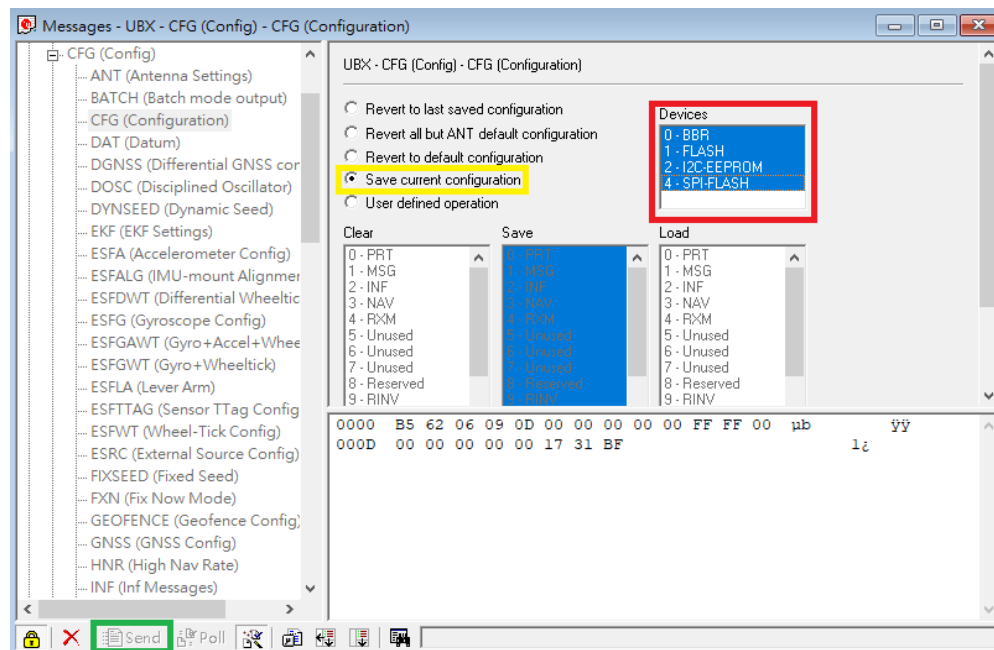 Messages - UBX - CFG (Config) - CFG (Configuration)
CFG (Config)
ANT (Antenna Settings)
BATCH (Batch mode output)
CFG (Configuration)
DAT (Datum)
DGNSS (Differential GNSS cor
DOSC (Disciplined Oscillator)
DYNSEED (Dynamic Seed)
EKF (EKF Settings)
ESFA (Accelerometer Config)
ESFALG (IMU-mount Alignmer
ESFDWT (Differential Wheeltic
ESFG (Gyroscope Config)
ESFGAWT (Gyro+Accel+Whee
ESFGWT (Gyro+Wheeltick)
ESFLA (Lever Arm)
ESFTTAG (Sensor TTag Config
ESFWT (Wheel-Tick Config)
ESRC (External Source Config)
FIXSEED (Fixed Seed)
FXN (Fix Now Mode)
GEOFENCE (Geofence Config)
GNSS (GNSS Config)
HNR (High Nav Rate)
INF (Inf Messages)
UBX - CFG (Config) - CFG (Configuration)
Revert to last saved configuration
Revert all but ANT default configuration
Revert to default configuration
Save current configuration
User defined operation
Devices
0 - BBR
1 - FLASH
2 - I2C-EEPROM
4 - SPI-FLASH
Clear
0 - PRT
1 - MSG
2 - INF
3 - NAV
4 - RXM
5 - Unused
6 - Unused
7 - Unused
8 - Reserved
9 - RINV
Save
0 - PRT
1 - MSG
2 - INF
3 - NAV
4 - RXM
5 - Unused
6 - Unused
7 - Unused
8 - Reserved
9 - RINV
Load
0 - PRT
1 - MSG
2 - INF
3 - NAV
4 - RXM
5 - Unused
6 - Unused
7 - Unused
8 - Reserved
9 - RINV
0000 B5 62 06 09 0D 00 00 00 00 00 FF FF 00 µb ÿÿ
000D 00 00 00 00 00 17 31 BF 1¿
Send
Poll